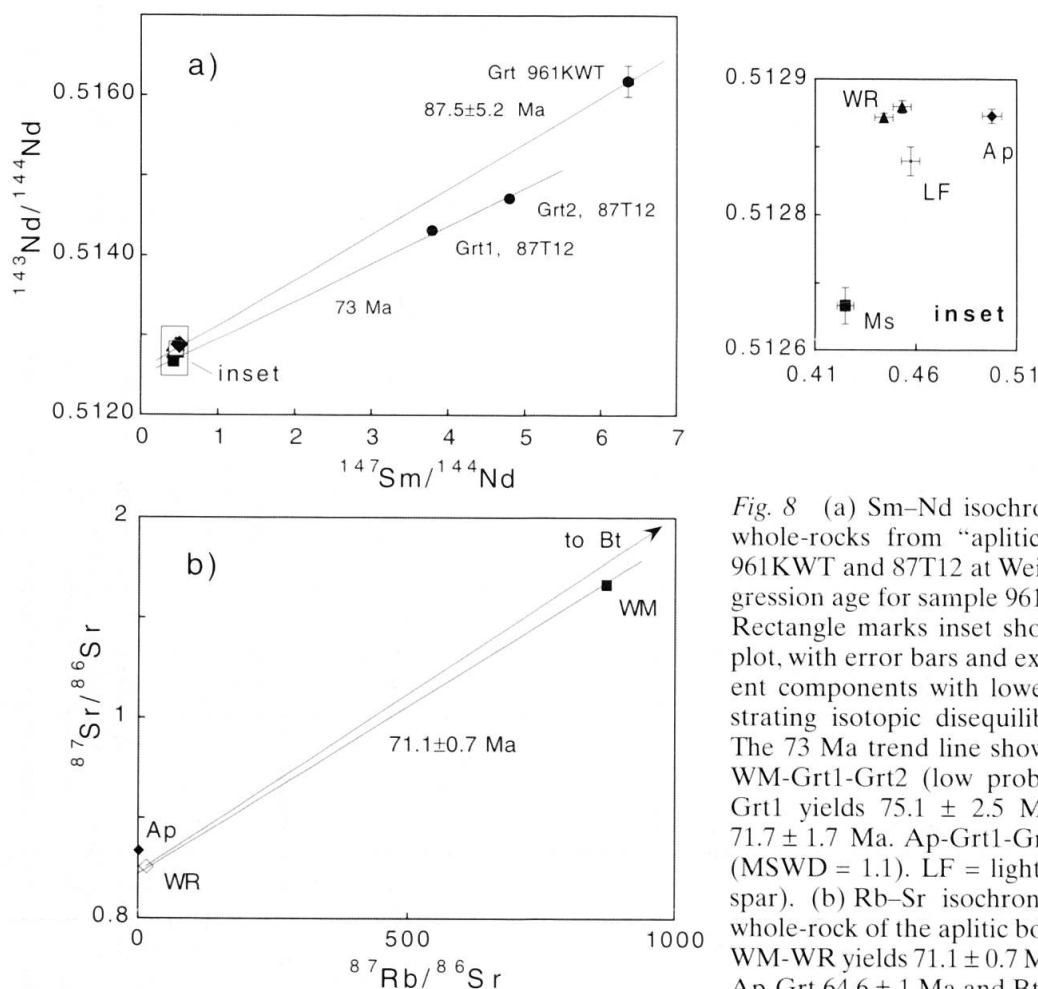 a)
Grt 961KWT
87.5±5.2 Ma
Grt2, 87T12
Grt1, 87T12
73 Ma
inset
0.5160
0.5140
0.5120
143Nd/144Nd
0 1 2 3 4 5 6 7
147Sm/144Nd
0.5129
WR
Ap
LF
0.5128
Ms
inset
0.5126
0.41 0.46 0.51
2
b)
to Bt
WM
1
87Sr/86Sr
71.1±0.7 Ma
Ap
WR
0.8
0 500 1000
87Rb/86Sr
Fig. 8 (a) Sm–Nd isochro
whole-rocks from "aplitic
961KWT and 87T12 at Wei
gression age for sample 961
Rectangle marks inset sho
plot, with error bars and ex
ent components with lowe
strating isotopic disequilib
The 73 Ma trend line show
WM-Grt1-Grt2 (low prob
Grt1 yields 75.1 ± 2.5 M
71.7 ± 1.7 Ma. Ap-Grt1-Gr
(MSWD = 1.1). LF = light
spar). (b) Rb–Sr isochron
whole-rock of the aplitic bo
WM-WR yields 71.1 ± 0.7 M
Ap-Grt 64.6 ± 1 Ma and Bt